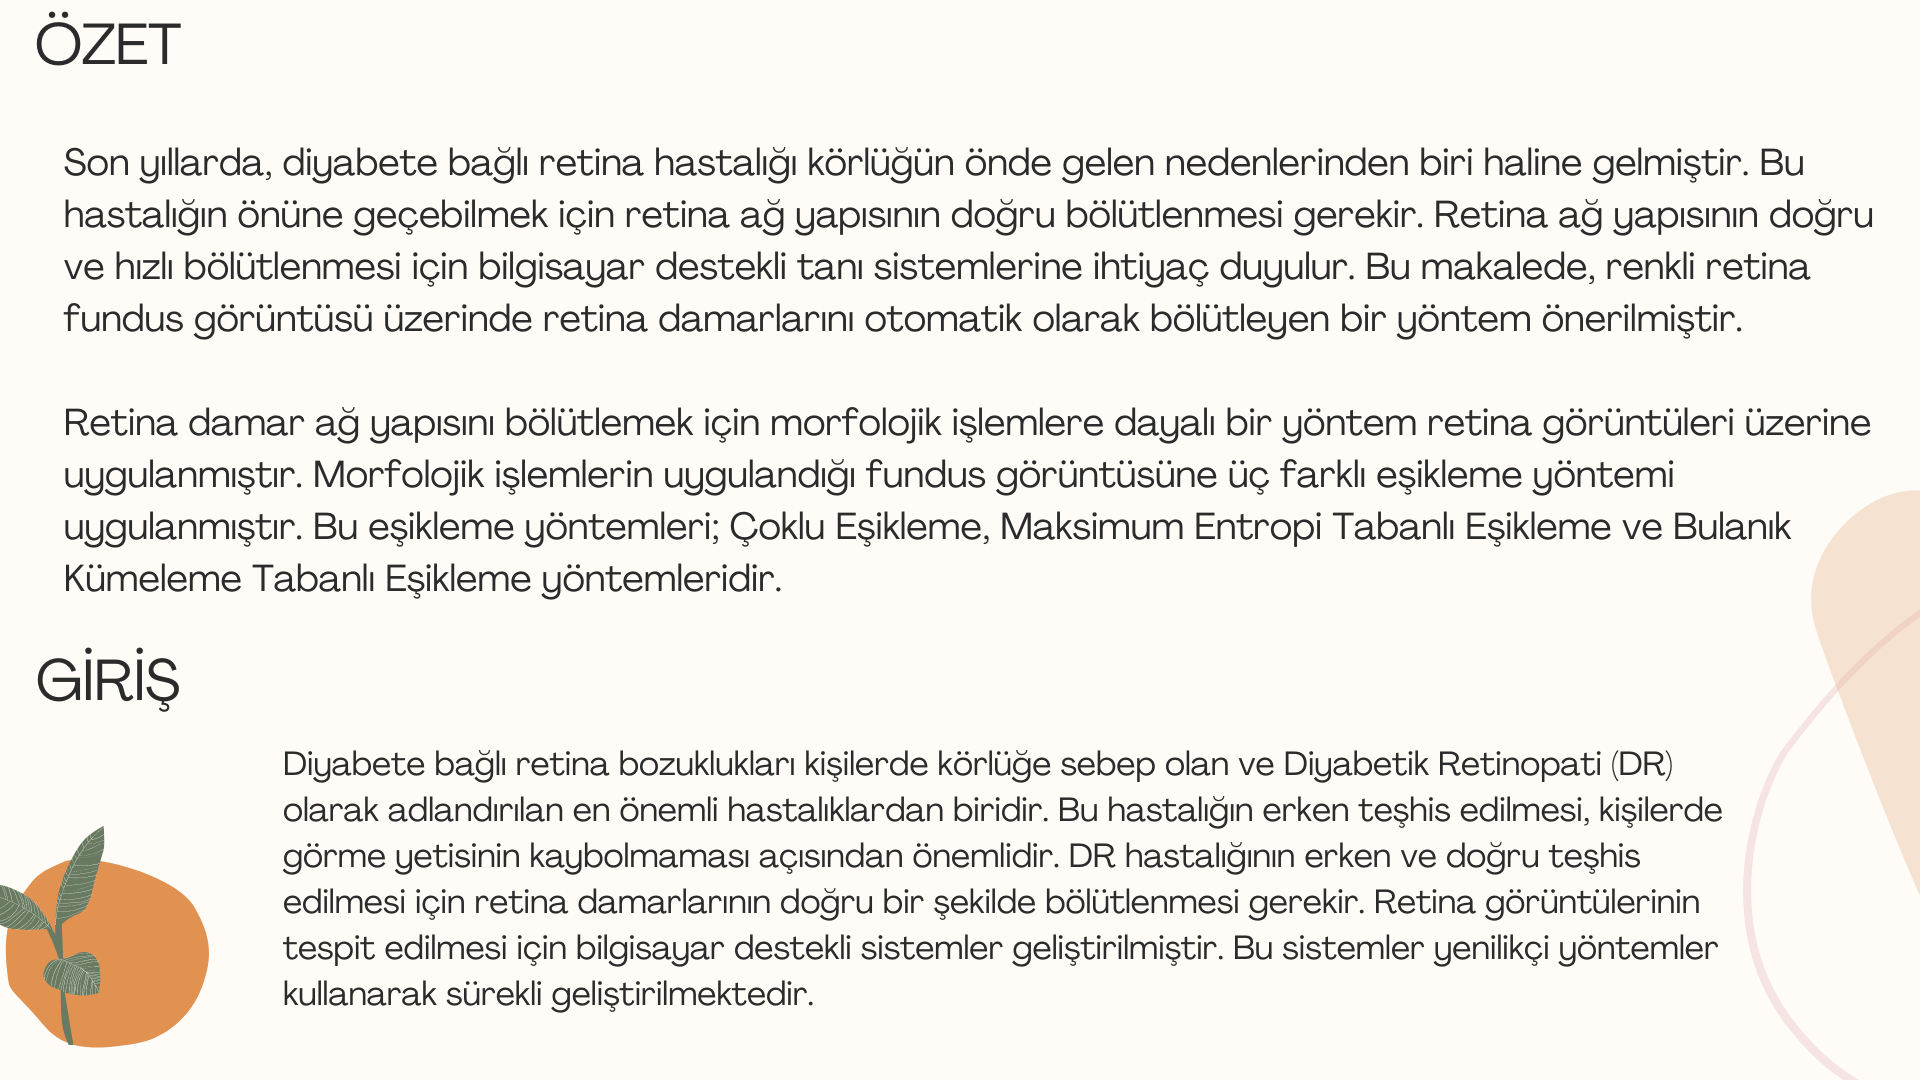 ÖZET
Son yıllarda, diyabete bağlı retina hastalığı körlüğün önde gelen nedenlerinden biri haline gelmiştir. Bu
hastalığın önüne geçebilmek için retina ağ yapısının doğru bölütlenmesi gerekir. Retina ağ yapısının doğru
ve hızlı bölütlenmesi için bilgisayar destekli tanı sistemlerine ihtiyaç duyulur. Bu makalede, renkli retina
fundus görüntüsü üzerinde retina damarlarını otomatik olarak bölütleyen bir yöntem önerilmiştir.
Retina damar ağ yapısını bölütlemek için morfolojik işlemlere dayalı bir yöntem retina görüntüleri üzerine
uygulanmıştır. Morfolojik işlemlerin uygulandığı fundus görüntüsüne üç farklı eşikleme yöntemi
uygulanmıştır. Bu eşikleme yöntemleri; Çoklu Eşikleme, Maksimum Entropi Tabanlı Eşikleme ve Bulanık
Kümeleme Tabanlı Eşikleme yöntemleridir.
GİRİŞ
Diyabete bağlı retina bozuklukları kişilerde körlüğe sebep olan ve Diyabetik Retinopati (DR)
olarak adlandırılan en önemli hastalıklardan biridir. Bu hastalığın erken teşhis edilmesi, kişilerde
görme yetisinin kaybolmaması açısından önemlidir. DR hastalığının erken ve doğru teşhis
edilmesi için retina damarlarının doğru bir şekilde bölütlenmesi gerekir. Retina görüntülerinin
tespit edilmesi için bilgisayar destekli sistemler geliştirilmiştir. Bu sistemler yenilikçi yöntemler
kullanarak sürekli geliştirilmektedir.